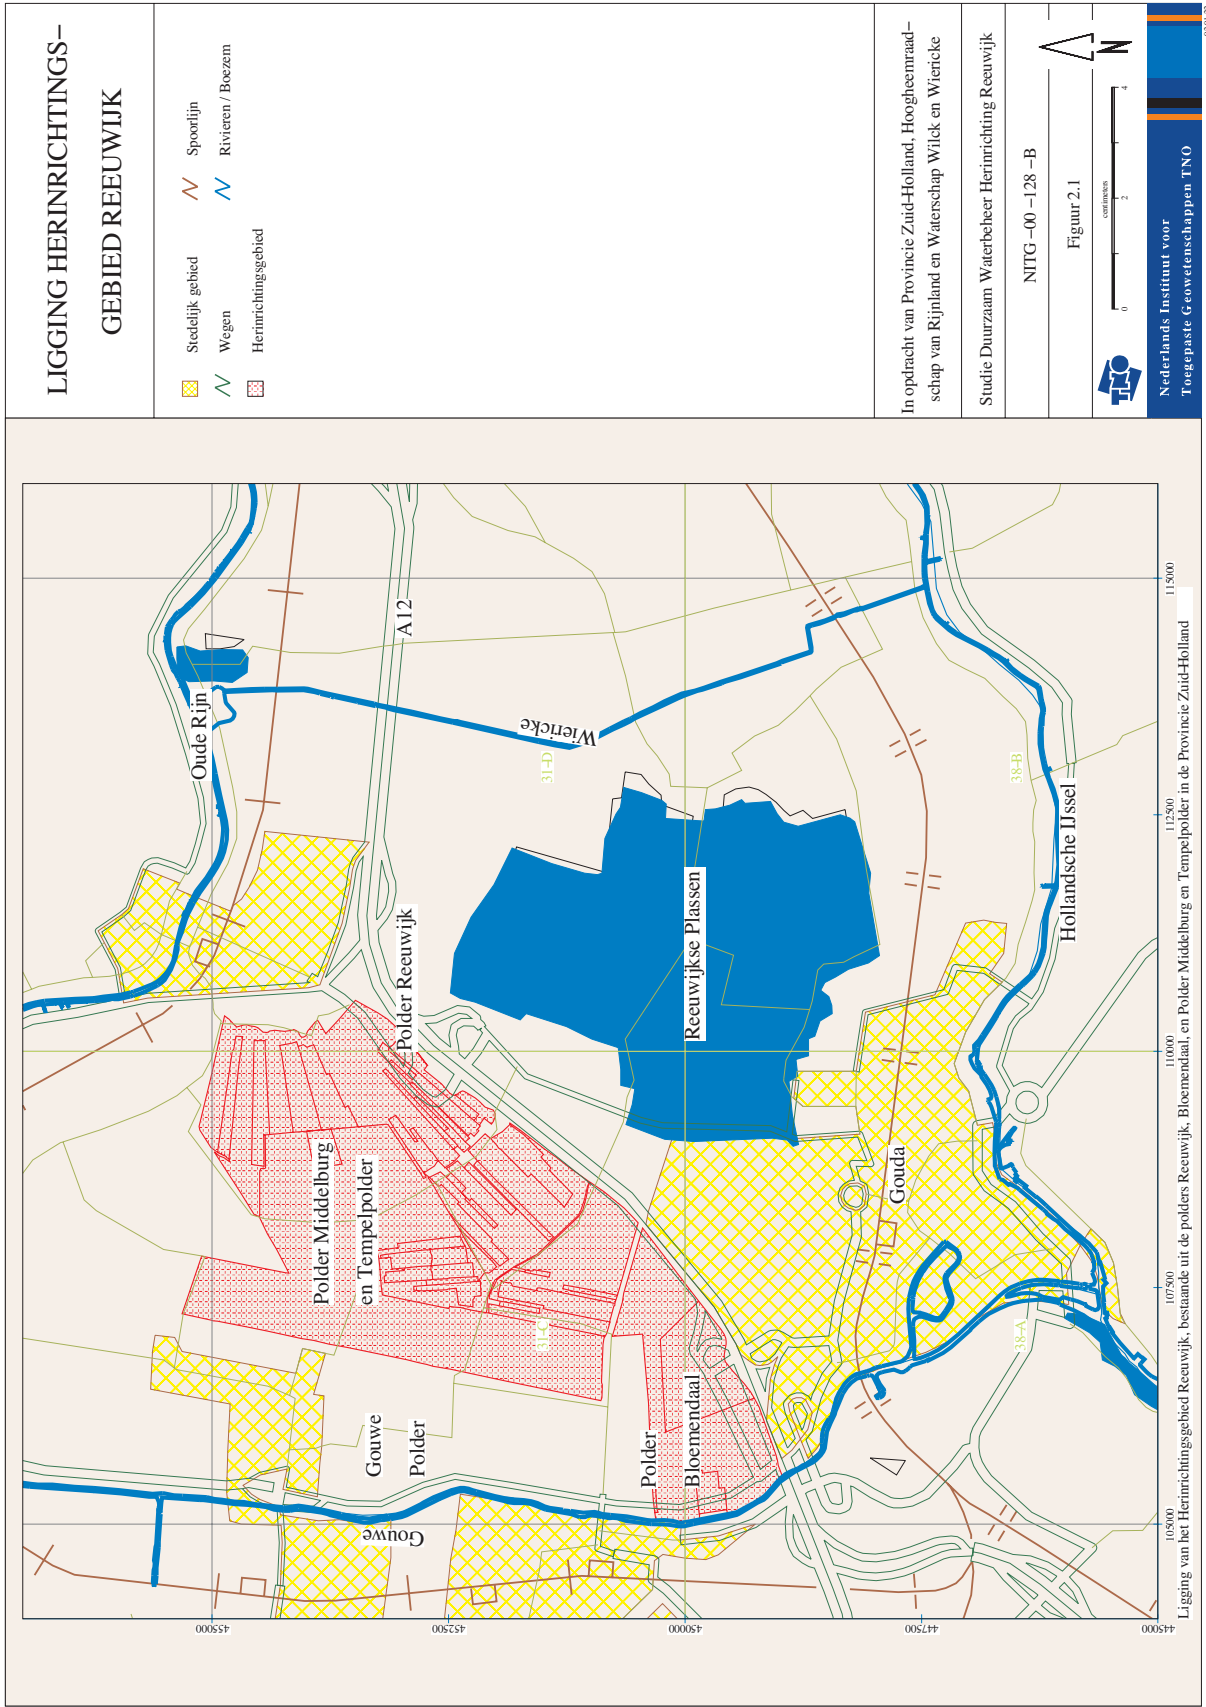 LIGGING HERINRICHTINGS–
GEBIED REEUWIJK
Stedelijk gebied
Wegen
Herinrichtingsgebied
Spoorlijn
Rivieren / Boezem
In opdracht van Provincie Zuid-Holland, Hoogheemraad–
schap van Rijnland en Waterschap Wilck en Wiericke
Studie Duurzaam Waterbeheer Herinrichting Reeuwijk
NITG –00 –128 –B
Figuur 2.1
0
2
4
centimeters
N
TNO
Nederlands Instituut voor
Toegepaste Geowetenschappen TNO
Oude Rijn
A12
Wiericke
31-D
38-B
Polder Reeuwijk
Reeuwijkse Plassen
Hollandsche IJssel
Polder Middelburg
en Tempelpolder
Gouda
31-C
38-A
Gouwe
Polder
Polder
Bloemendaal
Gouwe
455000
452500
450000
447500
445000
105000
107500
110000
112500
115000
Ligging van het Herinrichtingsgebied Reeuwijk, bestaande uit de polders Reeuwijk, Bloemendaal, en Polder Middelburg en Tempelpolder in de Provincie Zuid-Holland